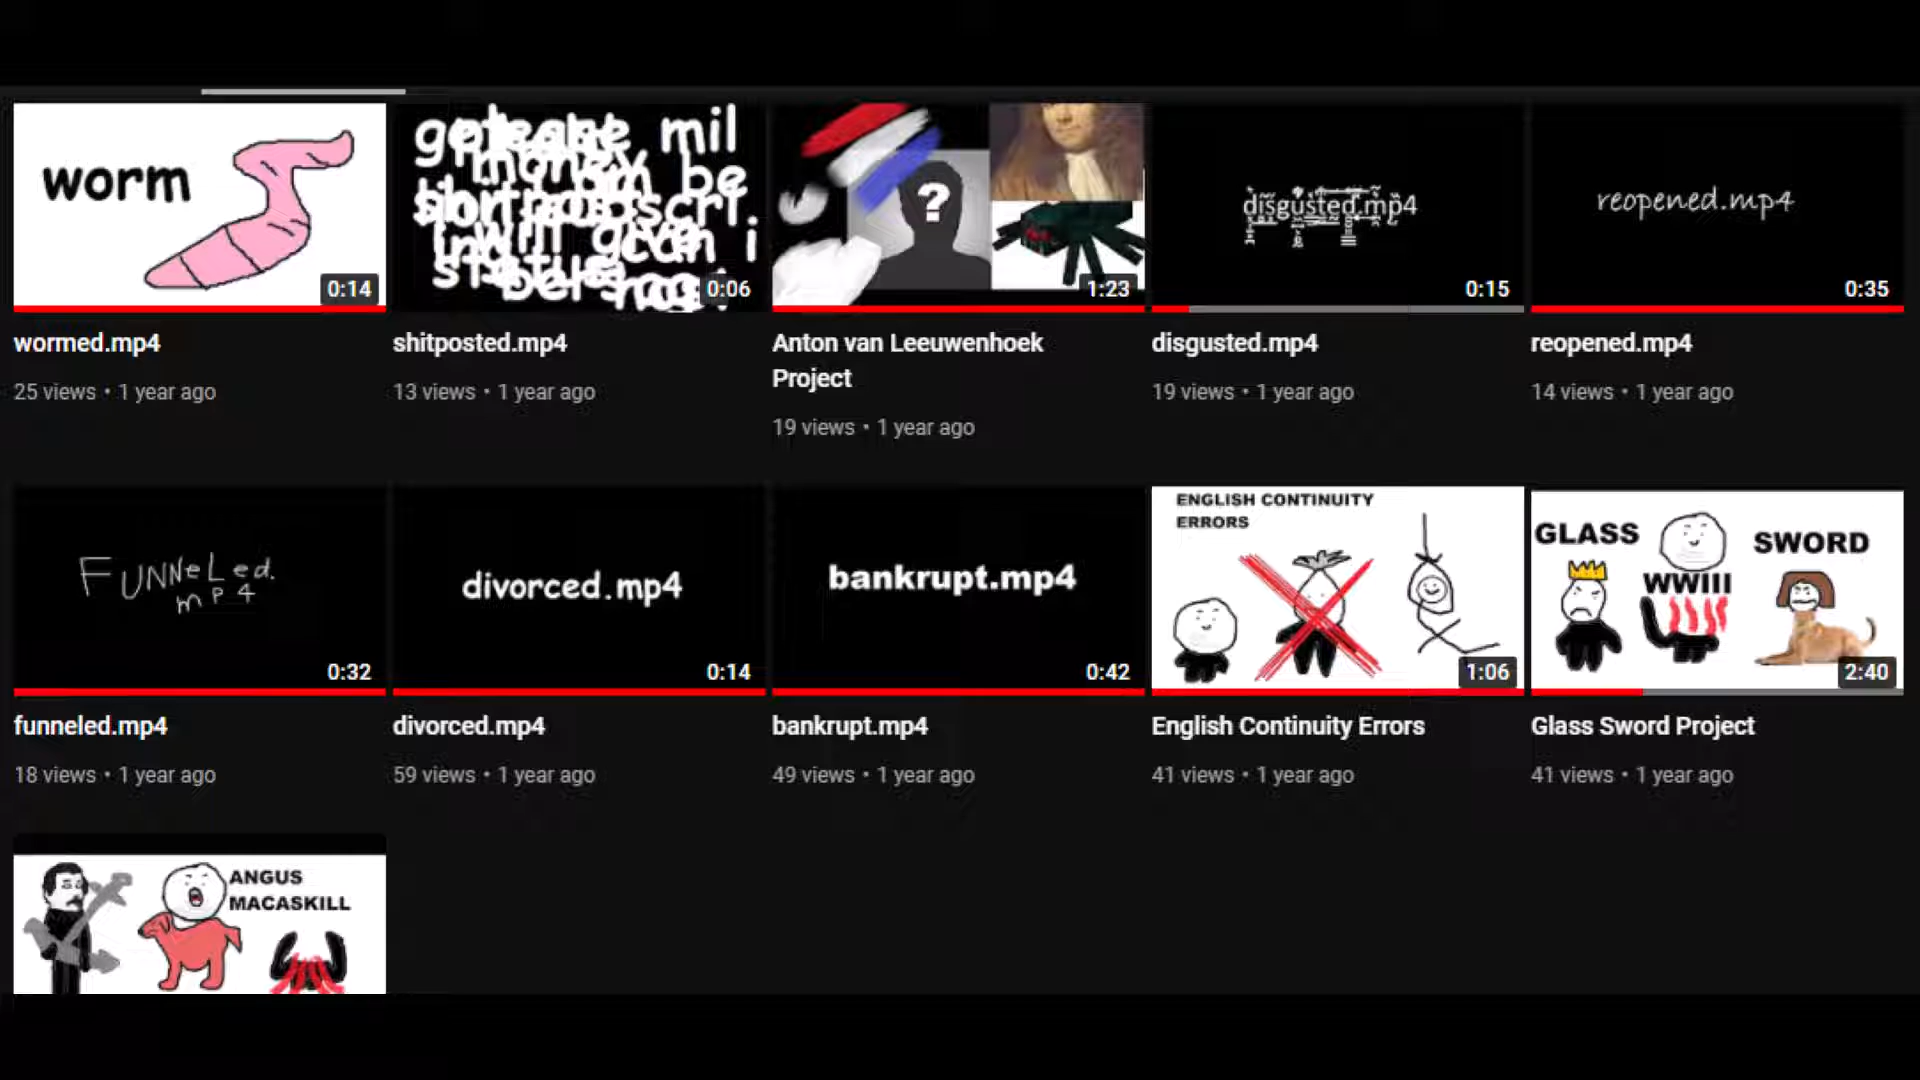 worm
0:14
0:06
?
1:23
0:15
reopened.mp4
0:35
wormed.mp4
shitposted.mp4
Anton van Leeuwenhoek
Project
disgusted.mp4
reopened.mp4
25 views • 1 year ago
13 views • 1 year ago
19 views • 1 year ago
19 views • 1 year ago
14 views • 1 year ago
FUNNeLed.
mP4
0:32
divorced.mp4
0:14
bankrupt.mp4
0:42
ENGLISH CONTINUITY
ERRORS
1:06
GLASS
SWORD
WWIII
2:40
funneled.mp4
divorced.mp4
bankrupt.mp4
English Continuity Errors
Glass Sword Project
18 views • 1 year ago
59 views • 1 year ago
49 views • 1 year ago
41 views • 1 year ago
41 views • 1 year ago
ANGUS
MACASKILL